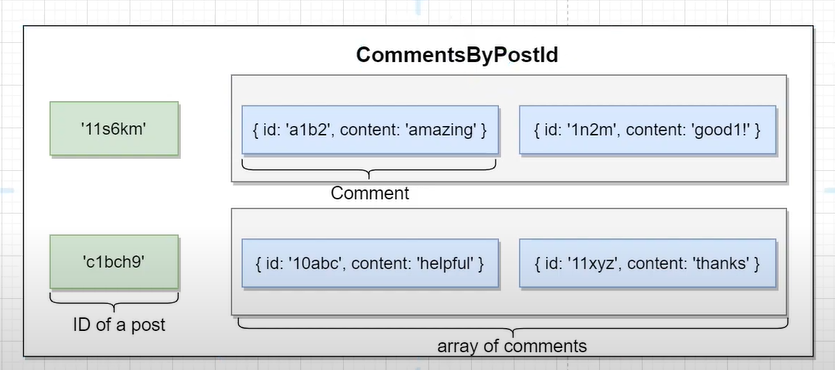 CommentsByPostId
'11s6km'
{ id: 'a1b2', content: 'amazing' }
{ id: '1n2m', content: 'good1!' }
Comment
'c1bch9'
{ id: '10abc', content: 'helpful' }
{ id: '11xyz', content: 'thanks' }
ID of a post
array of comments